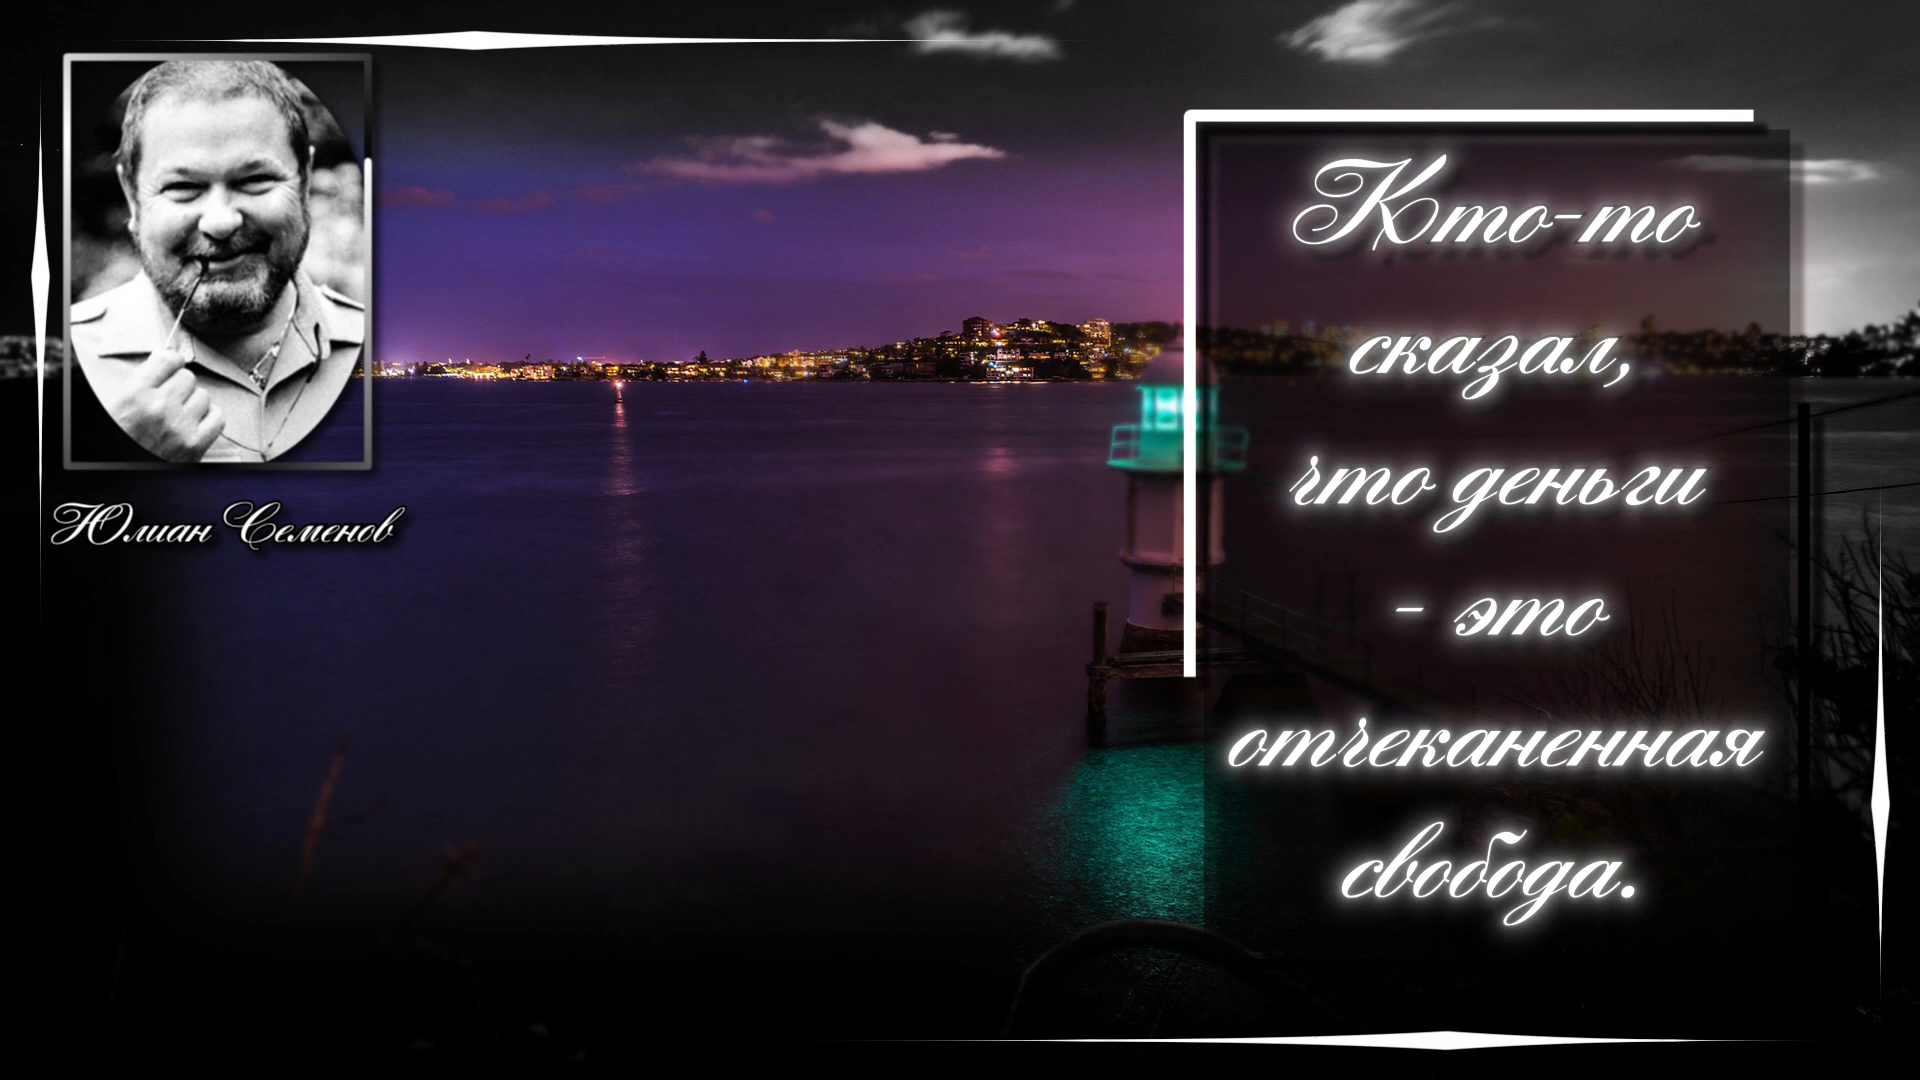 Юлиан Семенов
Кто-то
сказал,
что деньги
- это
отчеканенная
свобода.